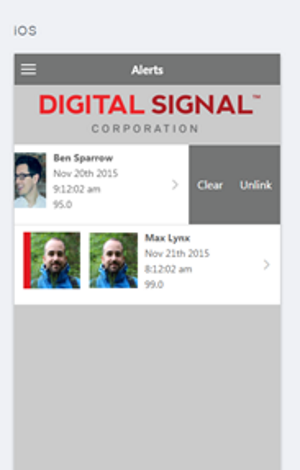 iOS
Alerts
DIGITAL SIGNAL™
CORPORATION
Ben Sparrow
Nov 20th 2015
9:12:02 am
95.0
Clear Unlink
Max Lynx
Nov 21th 2015
8:12:02 am
99.0